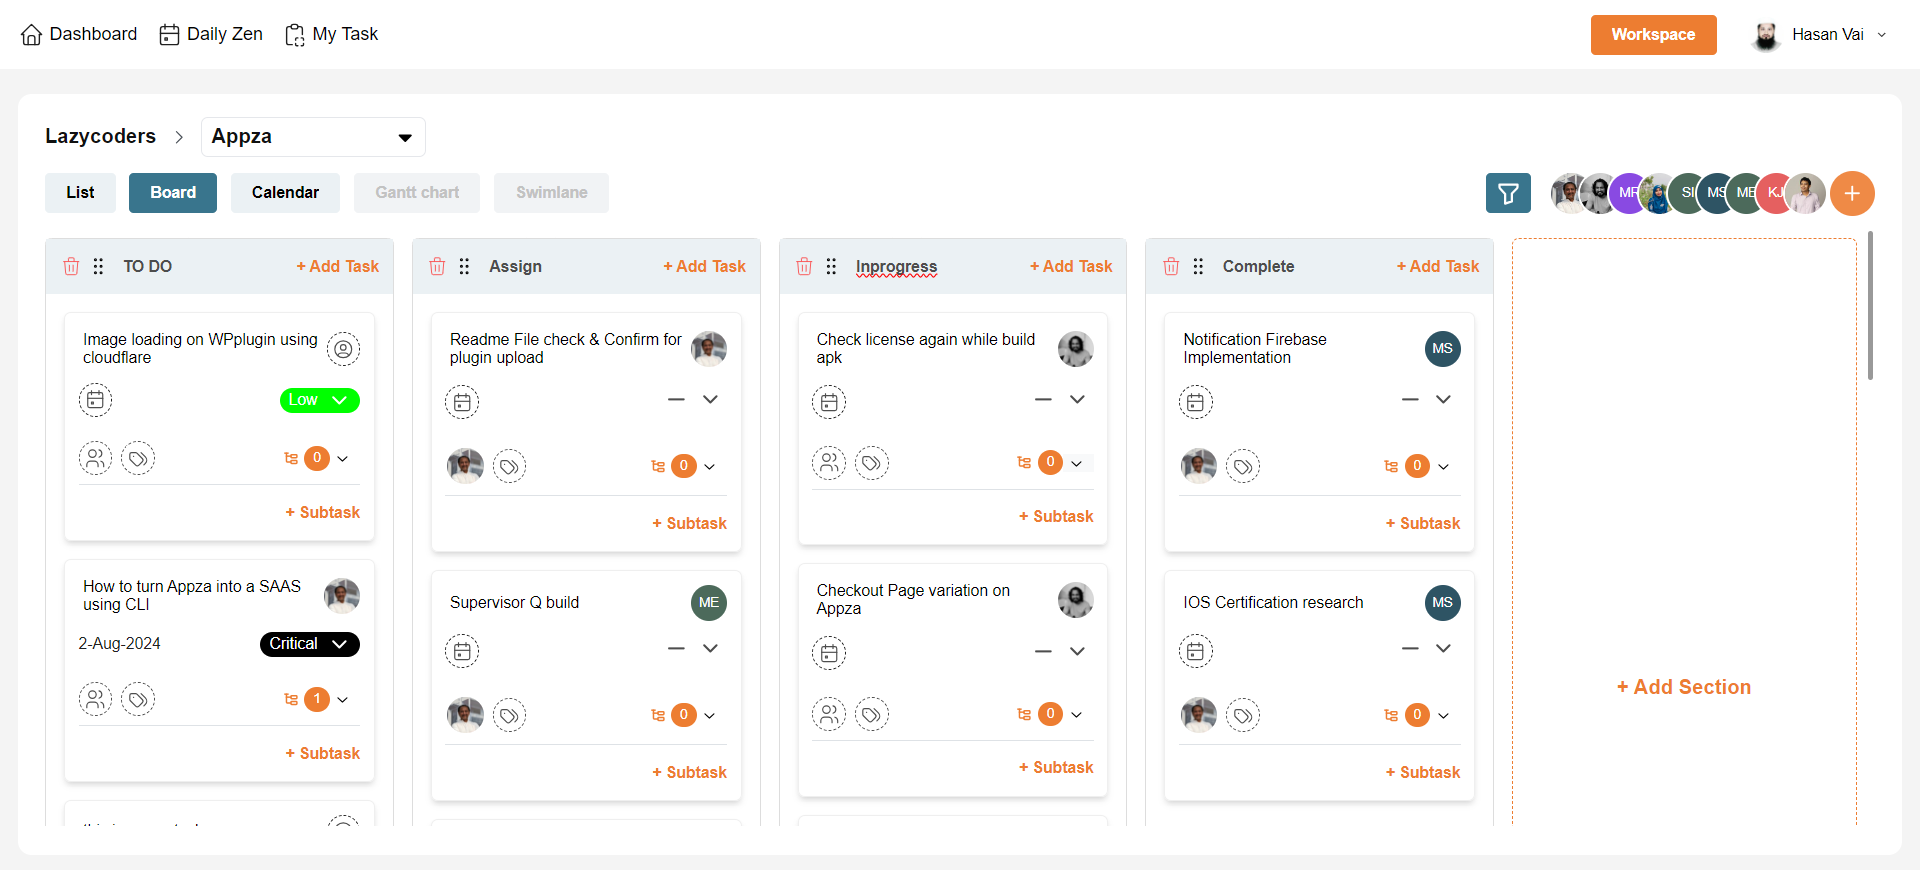 Dashboard Daily Zen My Task Workspace Hasan Vai
Lazycoders > Appza
List Board Calendar Gantt chart Swimlane MR SI MS ME KJ +
TO DO + Add Task
Image loading on WPplugin using
cloudflare
Low
0
+ Subtask
How to turn Appza into a SAAS
using CLI
2-Aug-2024 Critical
1
+ Subtask
Assign + Add Task
Readme File check & Confirm for
plugin upload
0
+ Subtask
Supervisor Q build ME
0
+ Subtask
Inprogress + Add Task
Check license again while build
apk
0
+ Subtask
Checkout Page variation on
Appza
0
+ Subtask
Complete + Add Task
Notification Firebase
Implementation
MS
0
+ Subtask
IOS Certification research MS
0
+ Subtask
+ Add Section